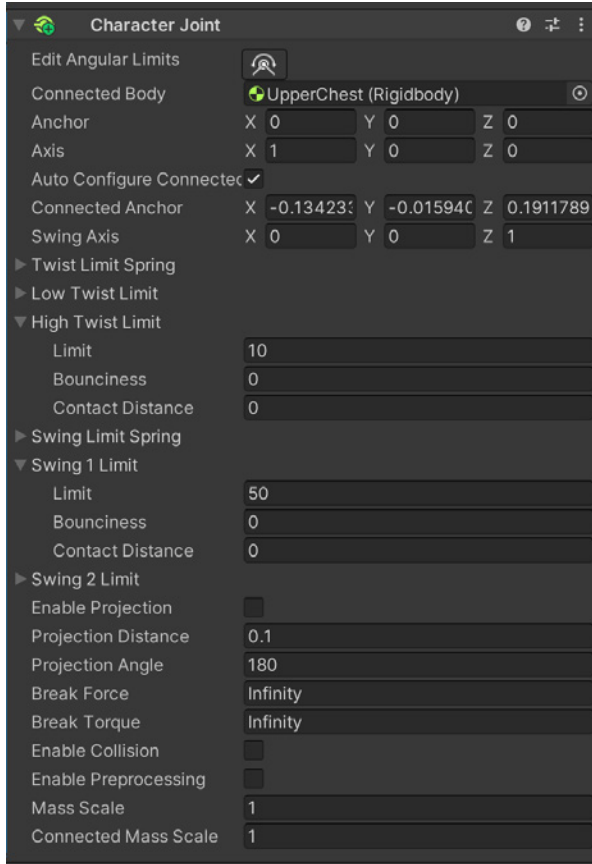 Character Joint
Edit Angular Limits
Connected Body UpperChest (Rigidbody)
Anchor X 0 Y 0 Z 0
Axis X 1 Y 0 Z 0
Auto Configure Connectec
Connected Anchor X -0.134233 Y -0.015940 Z 0.1911789
Swing Axis X 0 Y 0 Z 1
Twist Limit Spring
Low Twist Limit
High Twist Limit
Limit 10
Bounciness 0
Contact Distance 0
Swing Limit Spring
Swing 1 Limit
Limit 50
Bounciness 0
Contact Distance 0
Swing 2 Limit
Enable Projection
Projection Distance 0.1
Projection Angle 180
Break Force Infinity
Break Torque Infinity
Enable Collision
Enable Preprocessing
Mass Scale 1
Connected Mass Scale 1